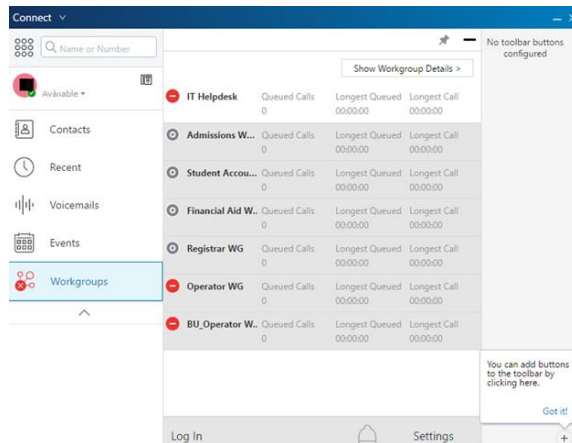 Connect
Name or Number
Available
Contacts
Recent
Voicemails
Events
Workgroups
Show Workgroup Details >
IT Helpdesk Queued Calls Longest Queued Longest Call
0 00:00:00 00:00:00
Admissions W... Queued Calls Longest Queued Longest Call
0 00:00:00 00:00:00
Student Accou... Queued Calls Longest Queued Longest Call
0 00:00:00 00:00:00
Financial Aid W.. Queued Calls Longest Queued Longest Call
0 00:00:00 00:00:00
Registrar WG Queued Calls Longest Queued Longest Call
0 00:00:00 00:00:00
Operator WG Queued Calls Longest Queued Longest Call
0 00:00:00 00:00:00
BU_Operator W.. Queued Calls Longest Queued Longest Call
0 00:00:00 00:00:00
Log In
Settings
No toolbar buttons
configured
You can add buttons
to the toolbar by
clicking here.
Got it!